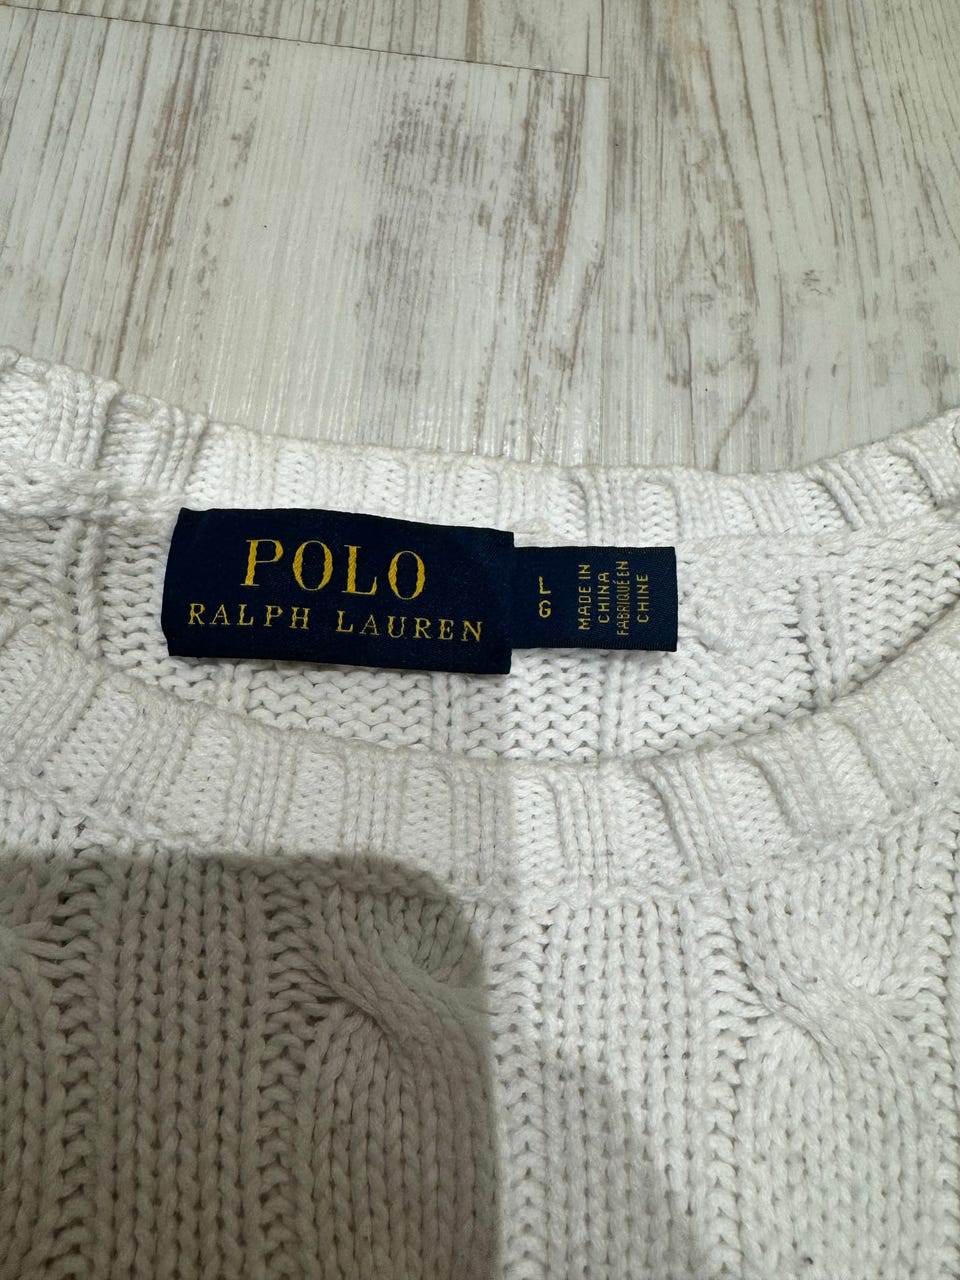 POLO
RALPH LAUREN
L
G
MADE IN
CHINA
FABRIQUÉ EN
CHINE